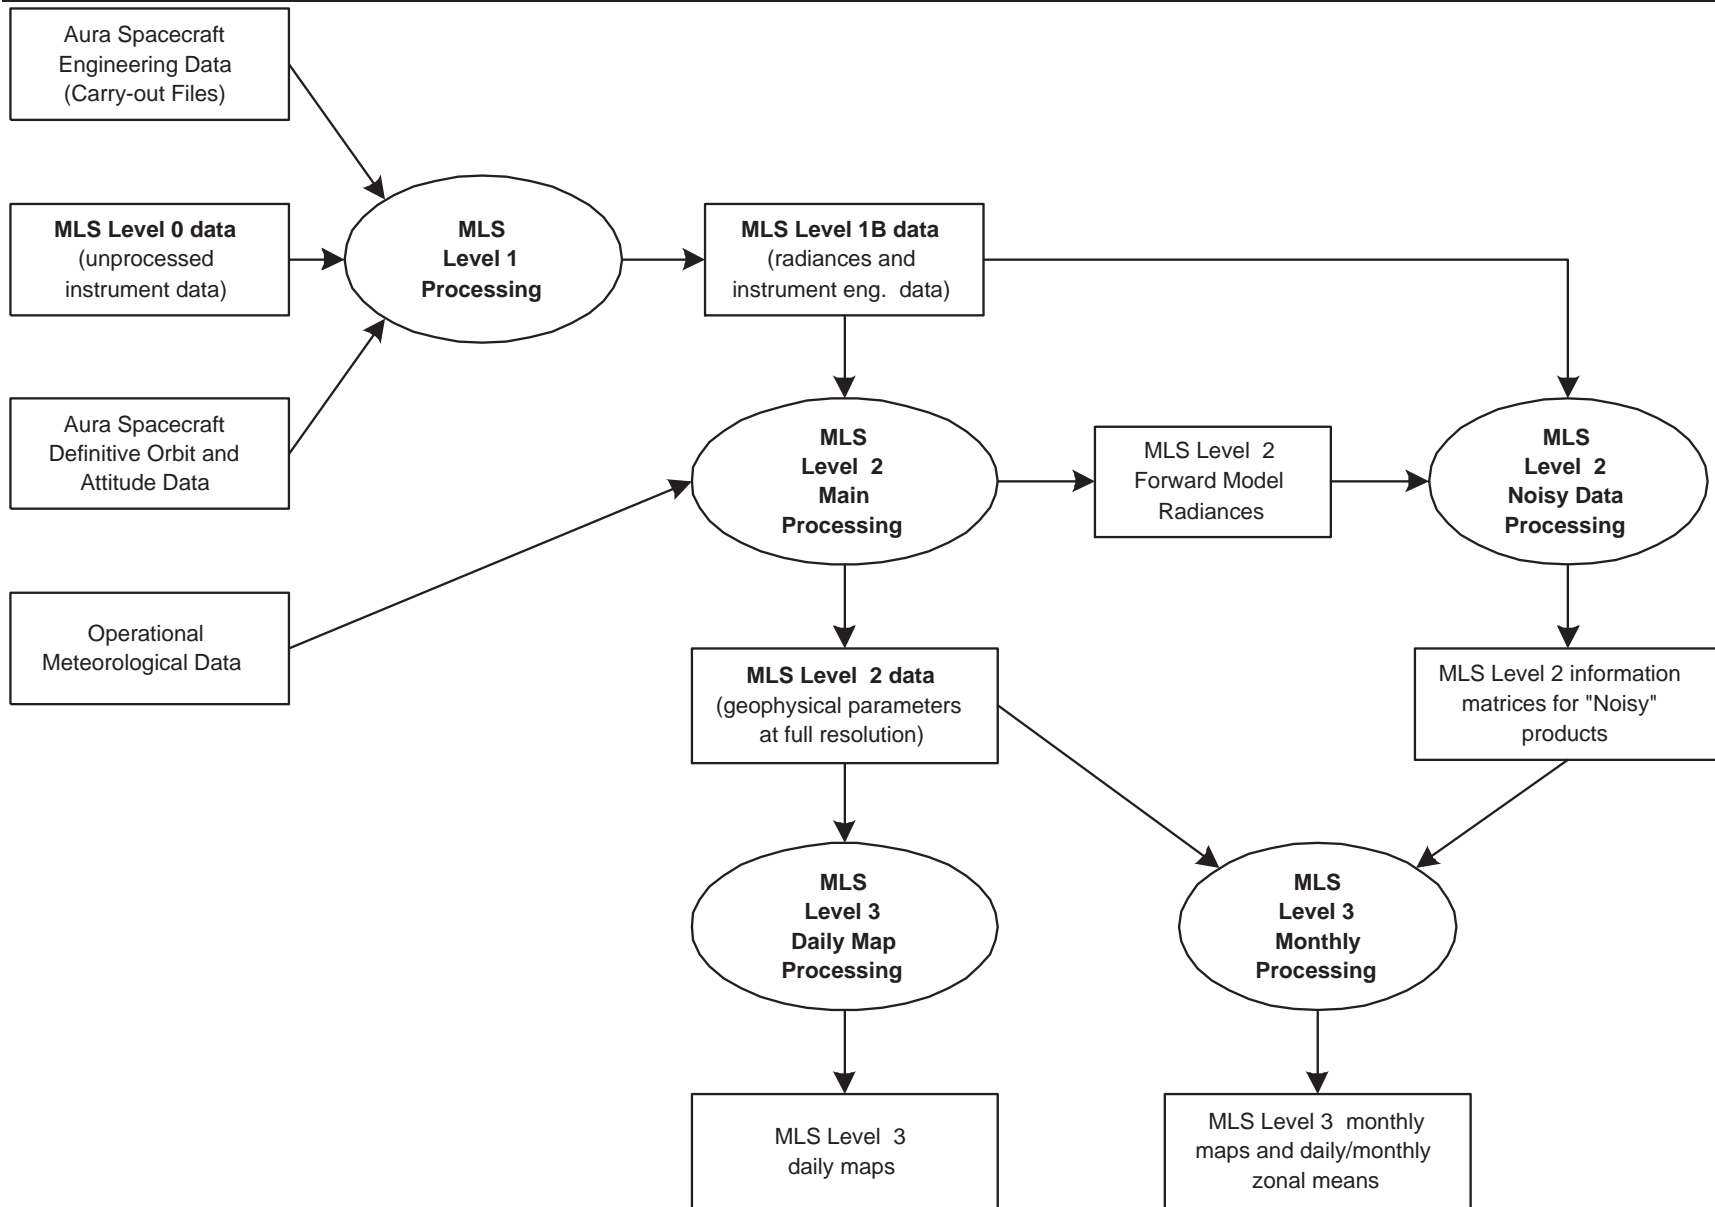 Aura Spacecraft
Engineering Data
(Carry-out Files)
MLS Level 0 data
(unprocessed
instrument data)
MLS
Level 1
Processing
MLS Level 1B data
(radiances and
instrument eng. data)
Aura Spacecraft
Definitive Orbit and
Attitude Data
MLS
Level 2
Main
Processing
MLS Level 2
Forward Model
Radiances
MLS
Level 2
Noisy Data
Processing
Operational
Meteorological Data
MLS Level 2 data
(geophysical parameters
at full resolution)
MLS Level 2 information
matrices for "Noisy"
products
MLS
Level 3
Daily Map
Processing
MLS
Level 3
Monthly
Processing
MLS Level 3
daily maps
MLS Level 3 monthly
maps and daily/monthly
zonal means